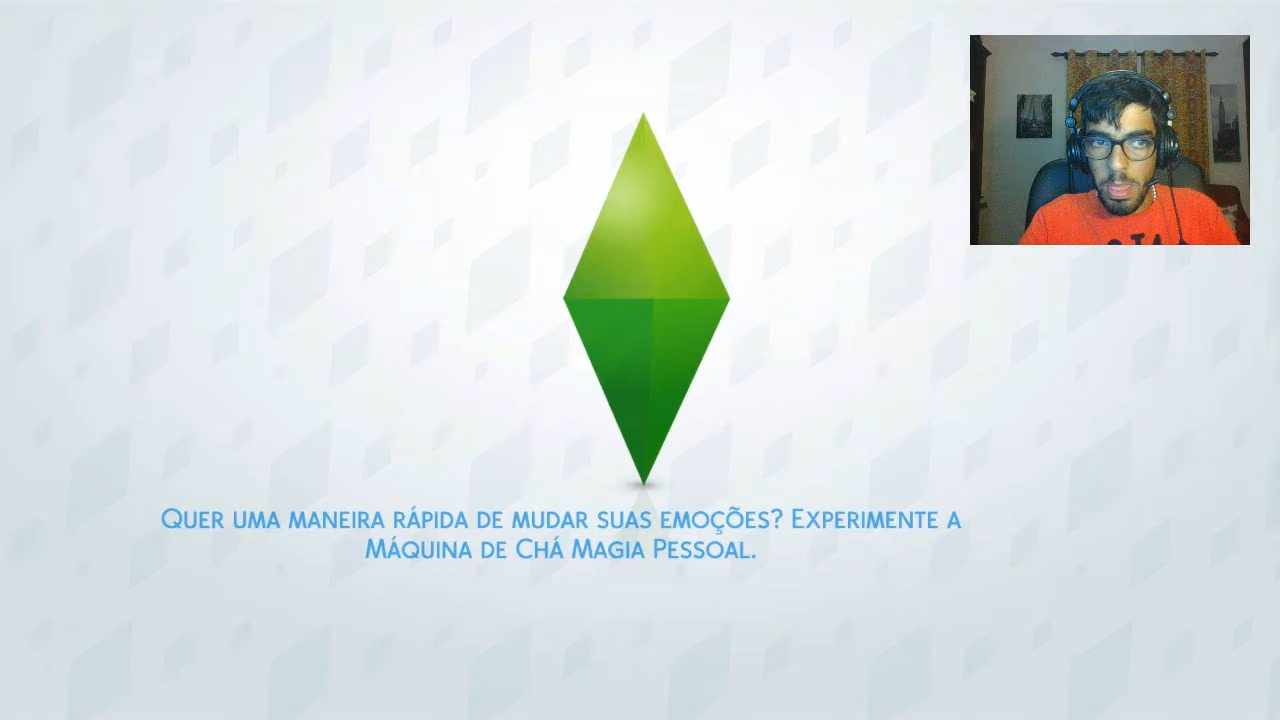 Quer uma maneira rápida de mudar suas emoções? Experimente a
Máquina de Chá Magia Pessoal.